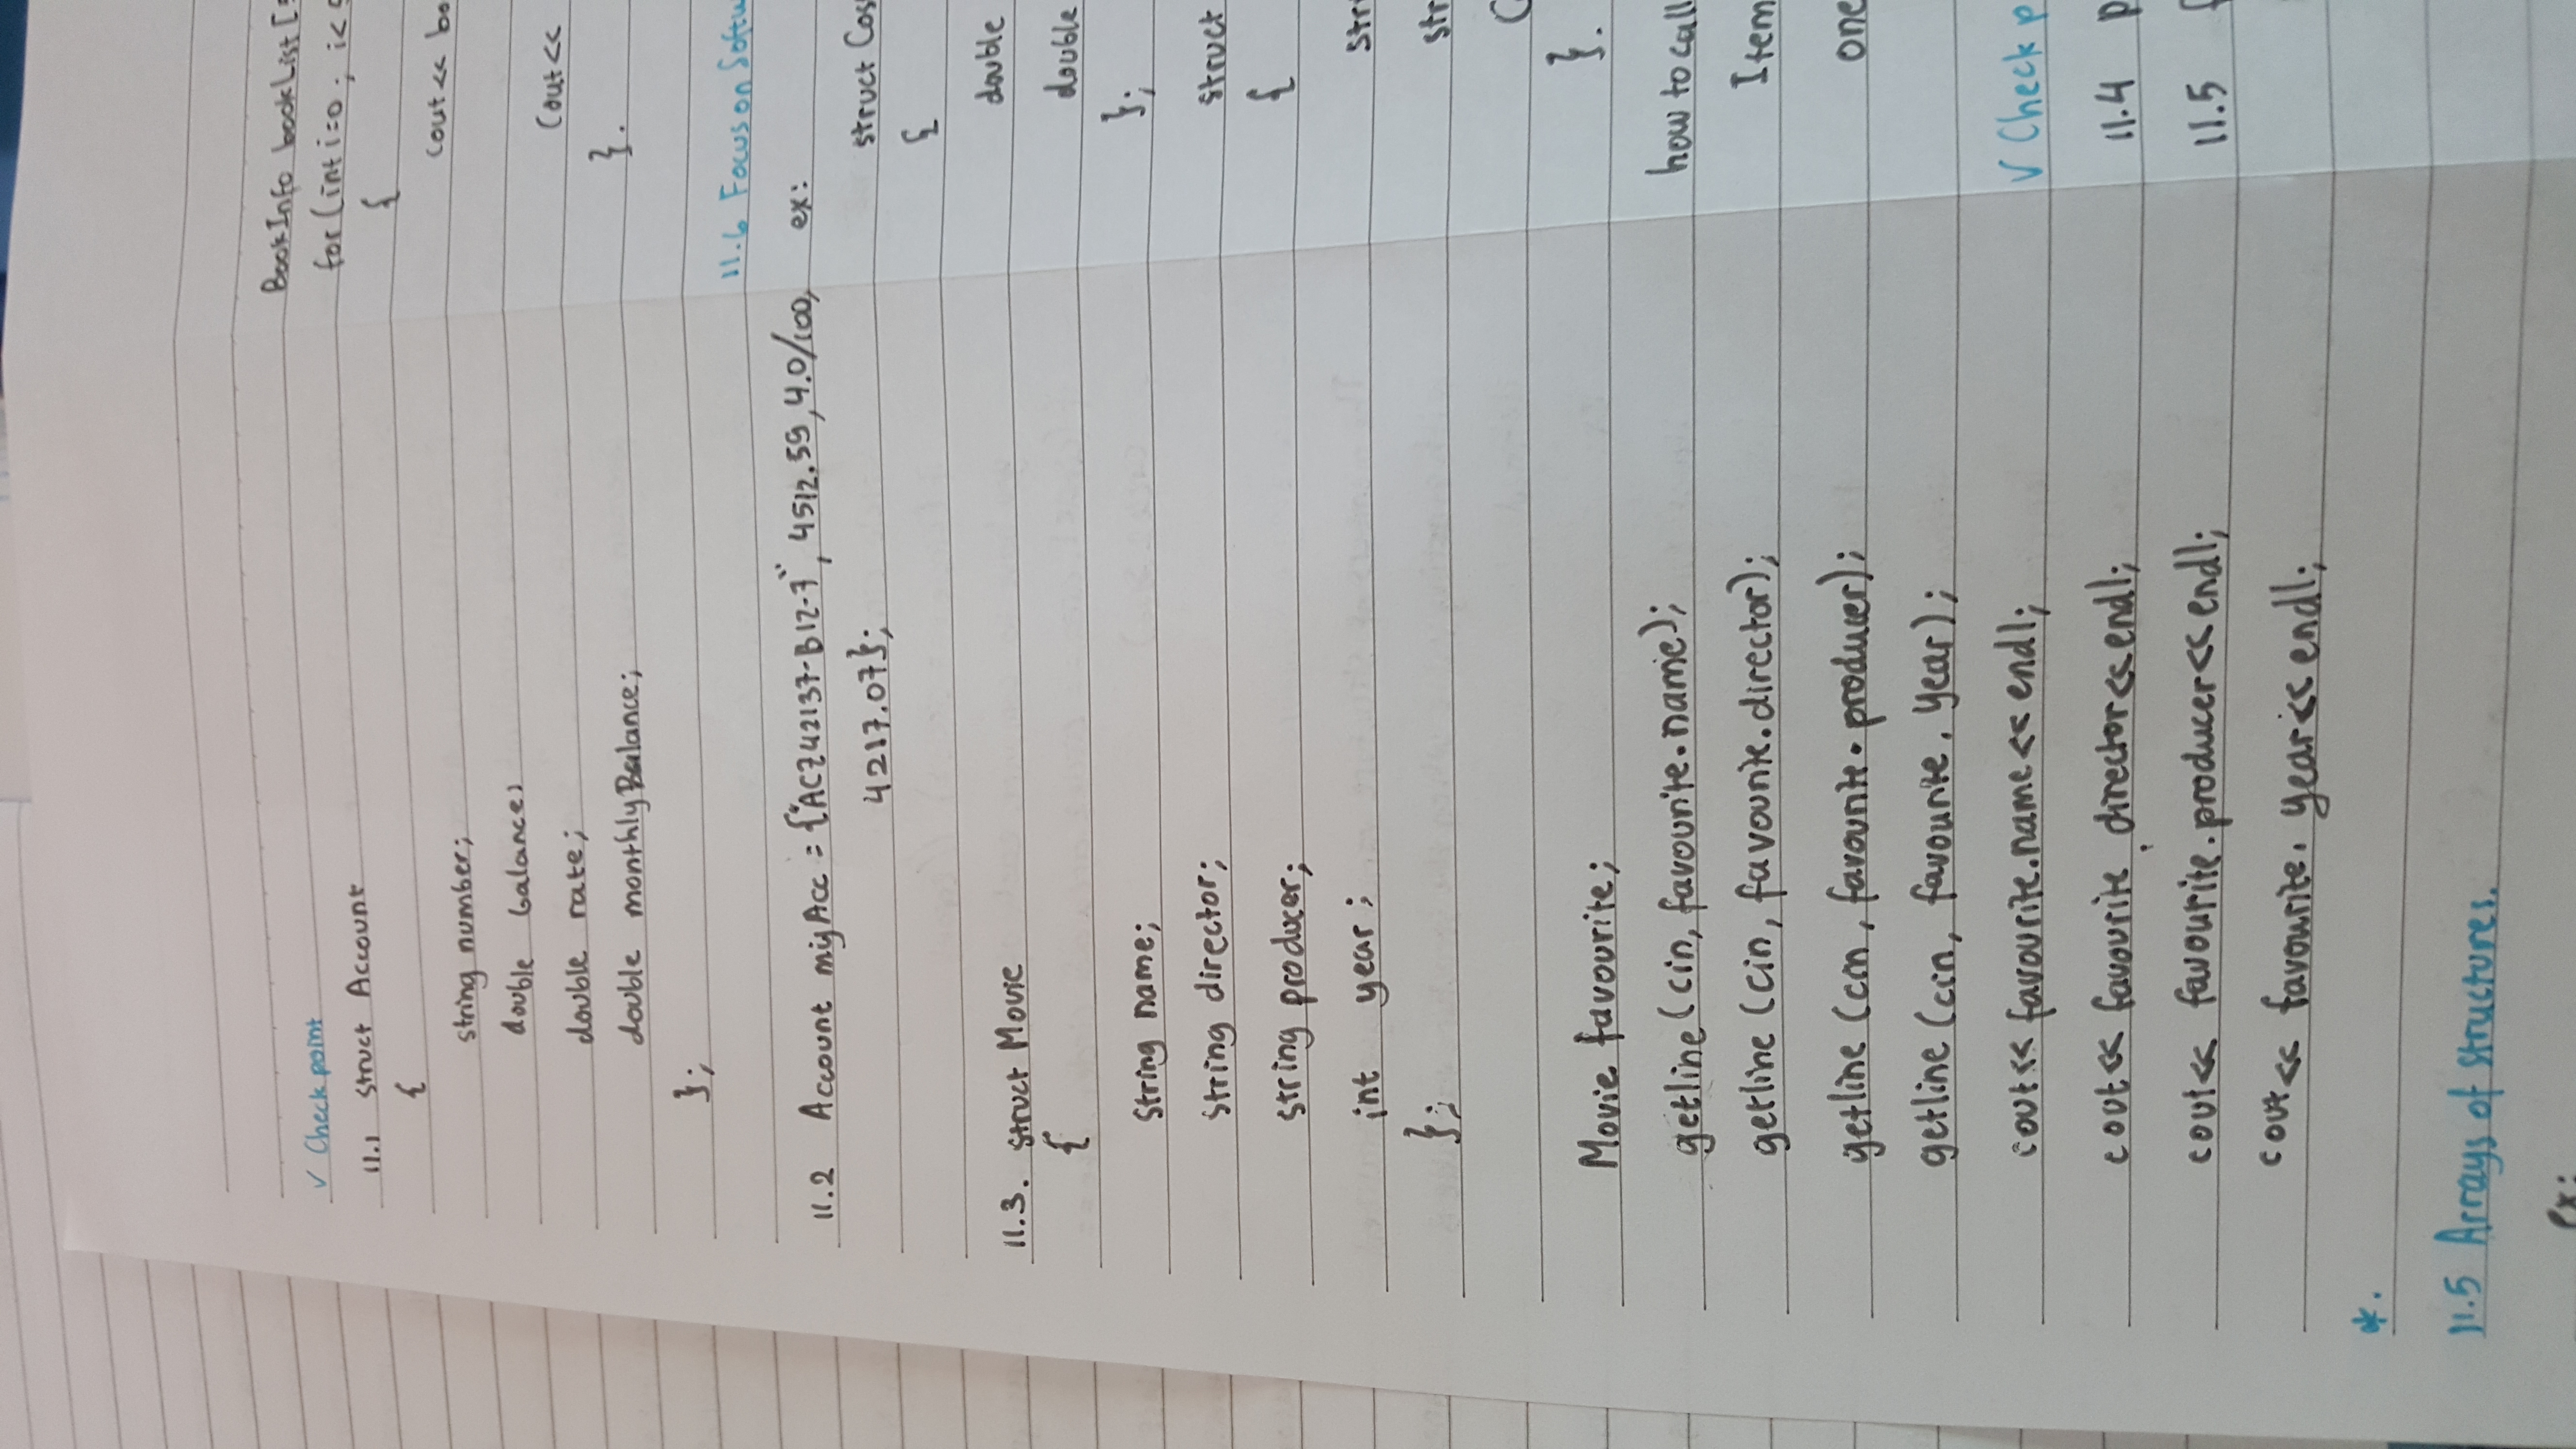 ✓ Check point
11.1 struct Account
{
string number;
double balance;
double rate;
double monthlyBalance;
};
11.2 Account myAcc = {"ACZ42137-B12-7", 4512.59, 4.0/100,
4217.07};
11.3. struct Movie
{
string name;
string director;
string producer;
int year;
};
Movie favourite;
getline (cin, favourite.name);
getline (cin, favourite.director);
getline (cin, favourite.producer);
getline (cin, favourite.year);
cout << favourite.name << endl;
cout << favourite.director << endl;
cout << favourite.producer << endl;
cout << favourite.year << endl;
*.
11.5 Arrays of structures.
ex:
BookInfo bookList [
for (int i=0; i<
{
cout << bo
cout <<
}.
11.6 Focus on Softw
ex:
struct Cos
{
double
double
};
struct
{
str
str
}.
how to call
Item
one
✓ Check p
11.4 p
11.5